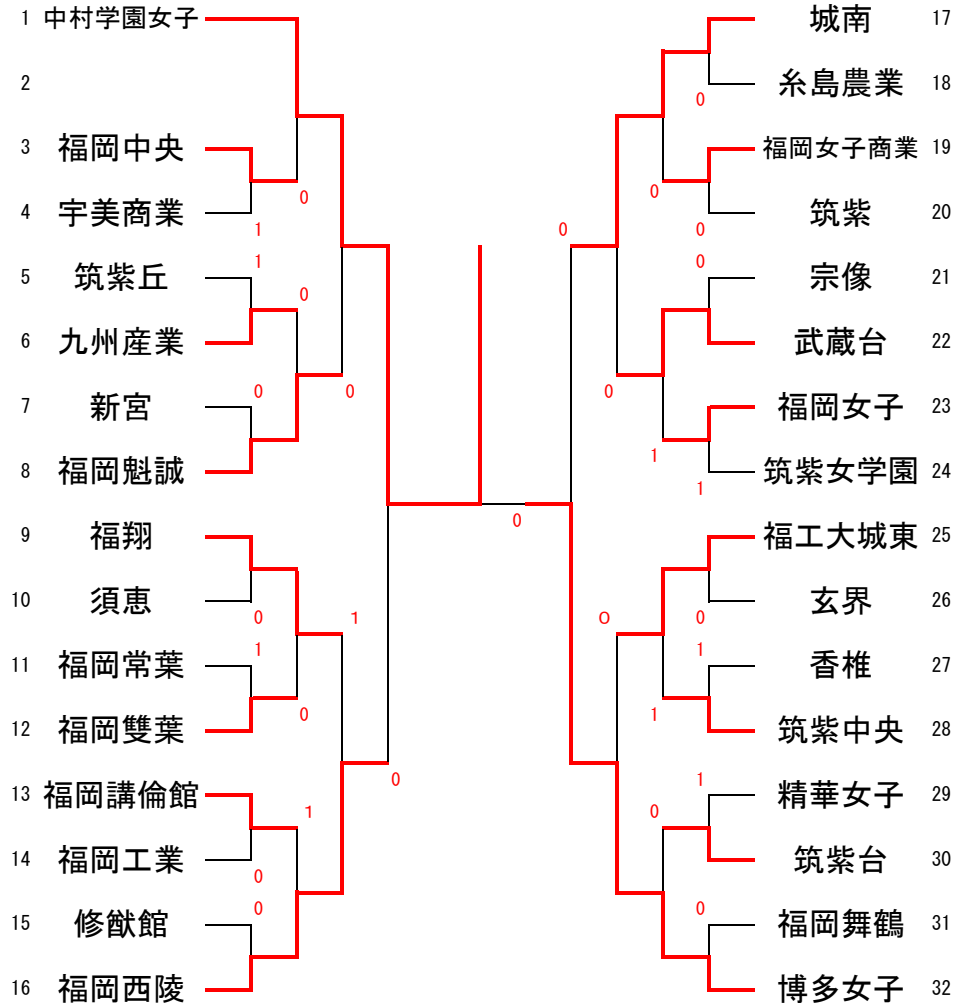 1 中村学園女子
2
3 福岡中央
4 宇美商業
5 筑紫丘
6 九州産業
7 新宮
8 福岡魁誠
9 福翔
10 須恵
11 福岡常葉
12 福岡雙葉
13 福岡講倫館
14 福岡工業
15 修猷館
16 福岡西陵
0
1
1
0
0
0
0
1
1
0
0
1
0
0
0
0
城南 17
糸島農業 18
福岡女子商業 19
筑紫 20
宗像 21
武蔵台 22
福岡女子 23
筑紫女学園 24
福工大城東 25
玄界 26
香椎 27
筑紫中央 28
精華女子 29
筑紫台 30
福岡舞鶴 31
博多女子 32
0
0
0
0
0
0
1
1
0
0
1
1
1
0
0